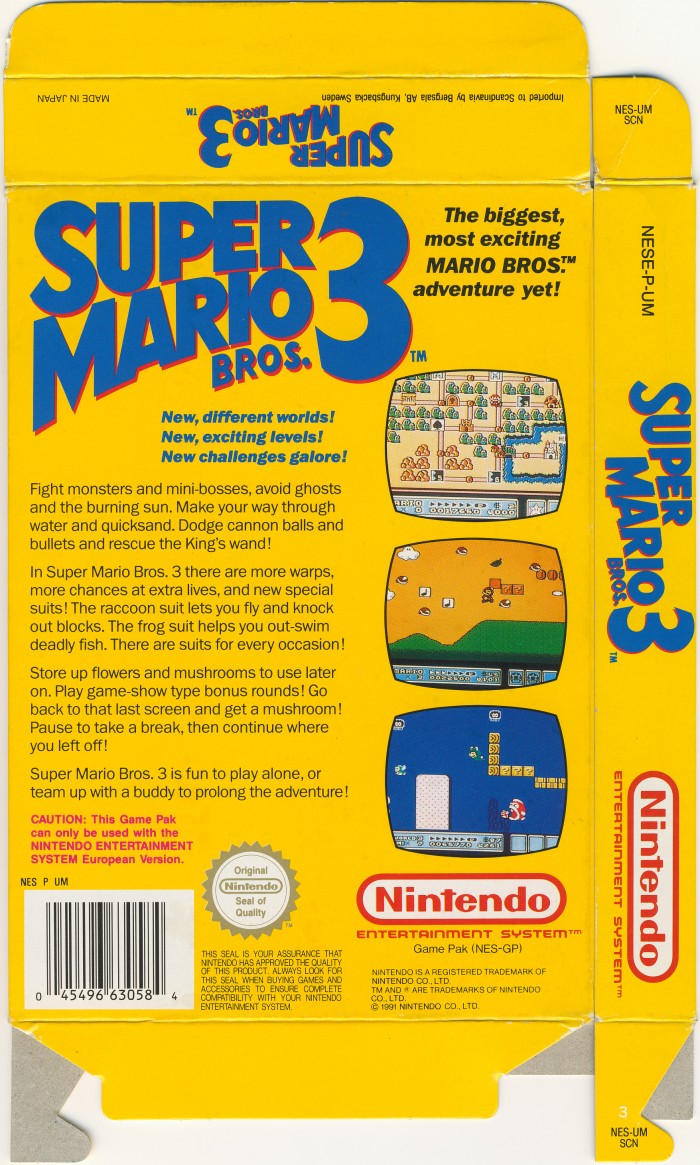 MADE IN JAPAN
Imported to Scandinavia by Bergsala AB, Kungsbacka Sweden
SUPER
MARIO
BROS. 3
™
NES-UM
SCN
SUPER
MARIO
BROS. 3
™
The biggest,
most exciting
MARIO BROS.™
adventure yet!
New, different worlds!
New, exciting levels!
New challenges galore!
Fight monsters and mini-bosses, avoid ghosts
and the burning sun. Make your way through
water and quicksand. Dodge cannon balls and
bullets and rescue the King's wand!
In Super Mario Bros. 3 there are more warps,
more chances at extra lives, and new special
suits! The raccoon suit lets you fly and knock
out blocks. The frog suit helps you out-swim
deadly fish. There are suits for every occasion!
Store up flowers and mushrooms to use later
on. Play game-show type bonus rounds! Go
back to that last screen and get a mushroom!
Pause to take a break, then continue where
you left off!
Super Mario Bros. 3 is fun to play alone, or
team up with a buddy to prolong the adventure!
CAUTION: This Game Pak
can only be used with the
NINTENDO ENTERTAINMENT
SYSTEM European Version.
NES P UM
0 45496 63058 4
Original
Nintendo
Seal of
Quality
™
THIS SEAL IS YOUR ASSURANCE THAT
NINTENDO HAS APPROVED THE QUALITY
OF THIS PRODUCT. ALWAYS LOOK FOR
THIS SEAL WHEN BUYING GAMES AND
ACCESSORIES TO ENSURE COMPLETE
COMPATIBILITY WITH YOUR NINTENDO
ENTERTAINMENT SYSTEM.
START
Nintendo
ENTERTAINMENT SYSTEM™
Game Pak (NES-GP)
NINTENDO IS A REGISTERED TRADEMARK OF
NINTENDO CO., LTD.
TM AND ® ARE TRADEMARKS OF NINTENDO
CO., LTD.
© 1991 NINTENDO CO., LTD.
NESE-P-UM
SUPER
MARIO
BROS. 3
™
Nintendo
ENTERTAINMENT SYSTEM™
3
NES-UM
SCN